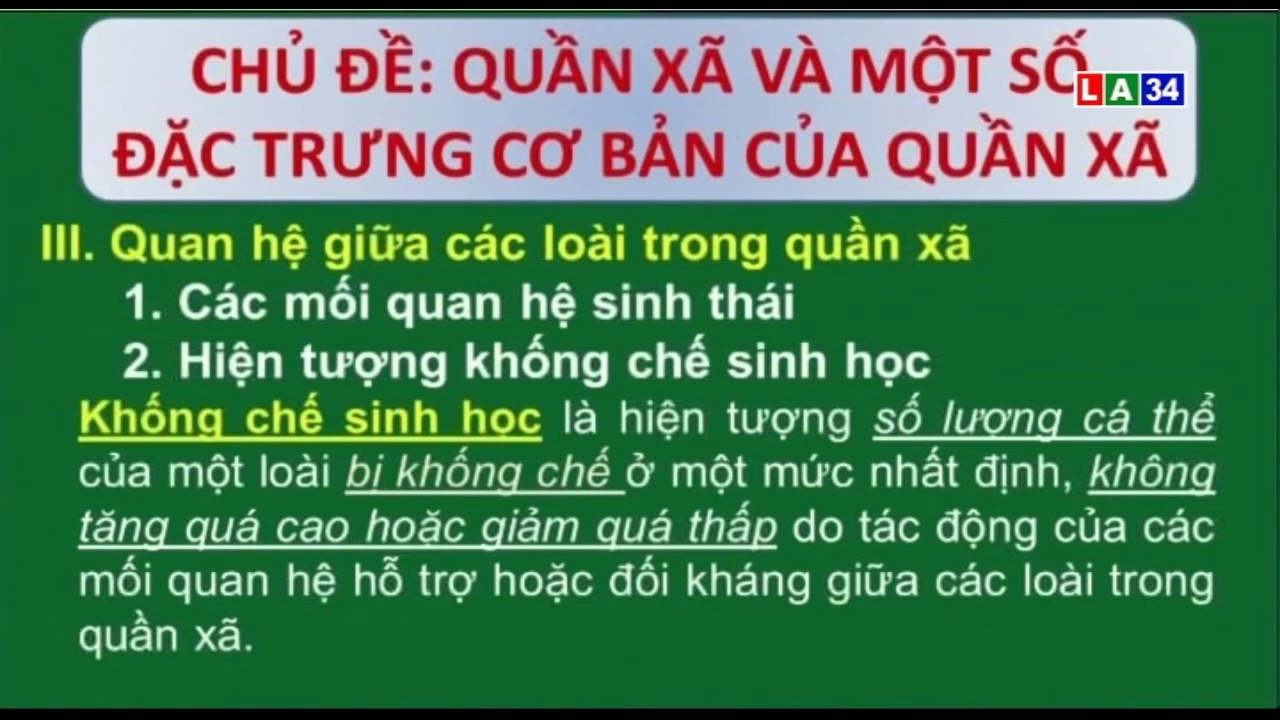 CHỦ ĐỀ: QUẦN XÃ VÀ MỘT SỐ
LA34
ĐẶC TRƯNG CƠ BẢN CỦA QUẦN XÃ
III. Quan hệ giữa các loài trong quần xã
1. Các mối quan hệ sinh thái
2. Hiện tượng khống chế sinh học
Khống chế sinh học là hiện tượng số lượng cá thể
của một loài bị khống chế ở một mức nhất định, không
tăng quá cao hoặc giảm quá thấp do tác động của các
mối quan hệ hỗ trợ hoặc đối kháng giữa các loài trong
quần xã.